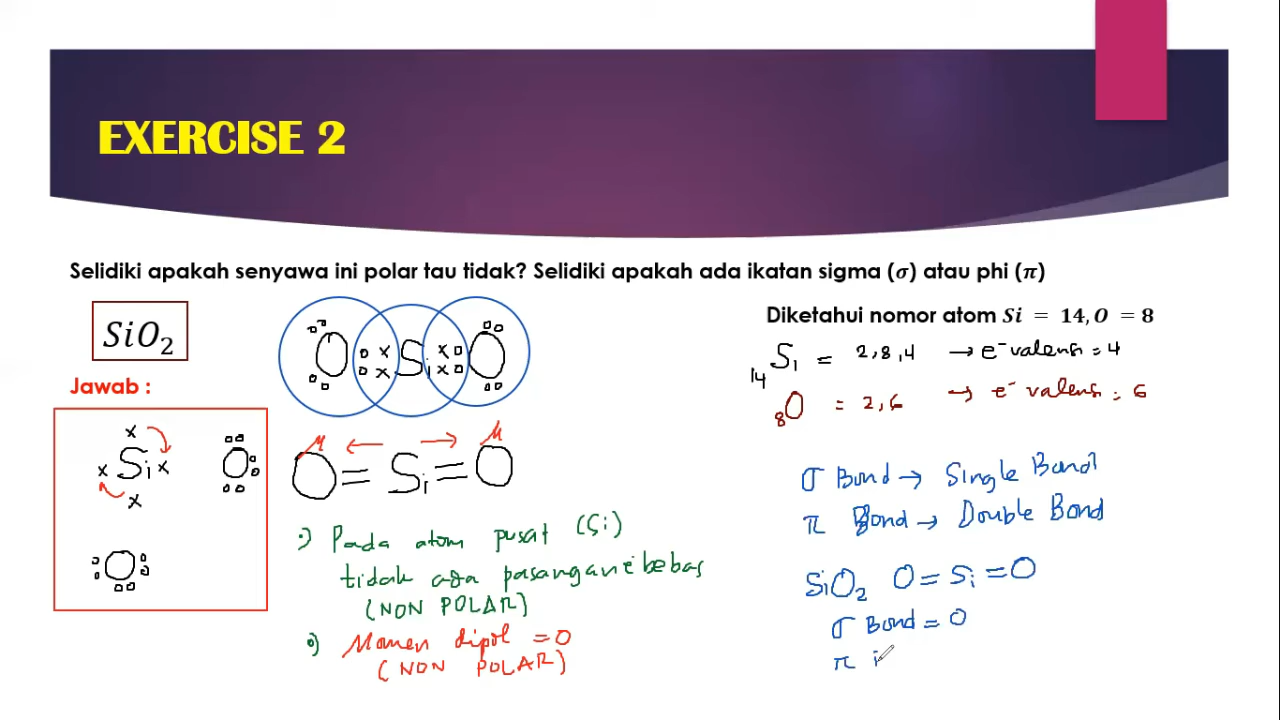 EXERCISE 2
Selidiki apakah senyawa ini polar tau tidak? Selidiki apakah ada ikatan sigma (σ) atau phi (π)
SiO₂
Jawab :
Si
O
O
O Si O
O = Si = O
μ ← → μ
•) Pada atom pusat (Si)
tidak ada pasangan e bebas
(NON POLAR)
•) Momen dipol = 0
(NON POLAR)
Diketahui nomor atom Si = 14, O = 8
₁₄Si = 2,8,4 → e⁻ valensi = 4
₈O = 2,6 → e⁻ valensi = 6
σ Bond → Single Bond
π Bond → Double Bond
SiO₂ O = Si = O
σ Bond = 0
π